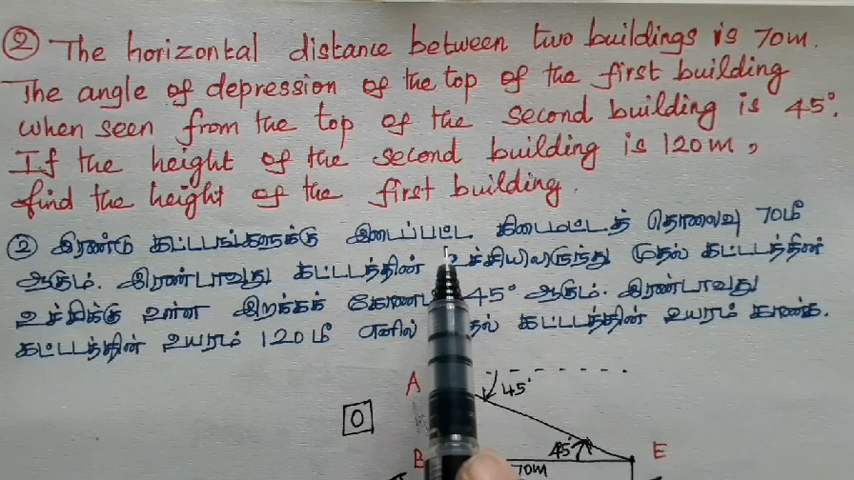 ② The horizontal distance between two buildings is 70m.
The angle of depression of the top of the first building
when seen from the top of the second building is 45°.
If the height of the second building is 120m,
find the height of the first building.
② இரண்டு கட்டடங்களுக்கு இடைப்பட்ட கிடைமட்டத் தொலைவு 70மீ
ஆகும். இரண்டாவது கட்டடத்தின் உச்சியிலிருந்து முதல் கட்டடத்தின்
உச்சிக்கு உள்ள இறக்கக் 45° ஆகும். இரண்டாவது
கட்டடத்தின் உயரம் 120மீ எனில் கட்டடத்தின் உயரம் காண்க.
A 45°
0
45° E
B 70m